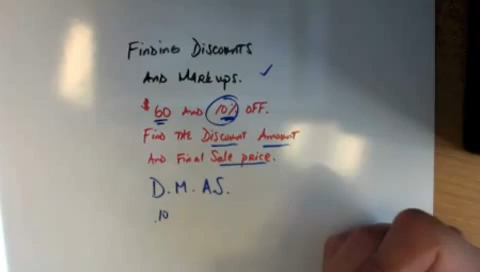 Finding Discounts
and Markups. ✓
$60 and 10% off.
Find the Discount Amount
and Final Sale price.
D.M.A.S.
.10